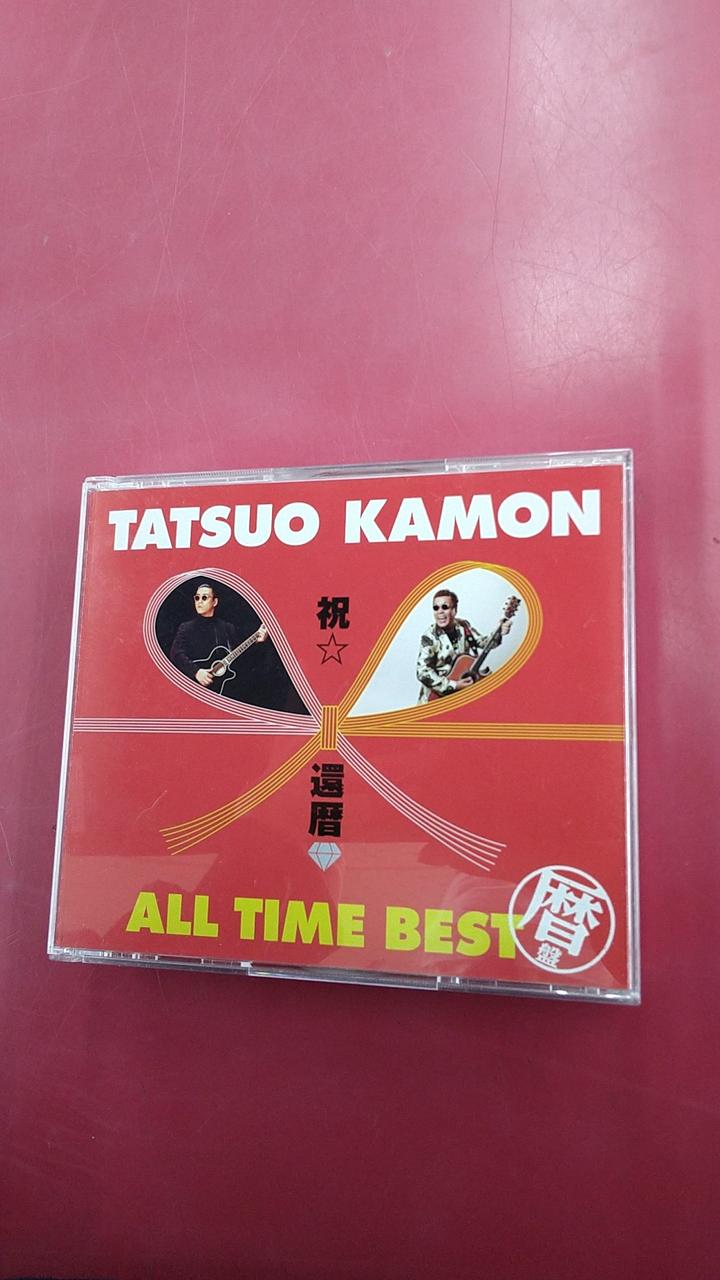 TATSUO KAMON
祝☆
還暦
ALL TIME BEST
暦
盤